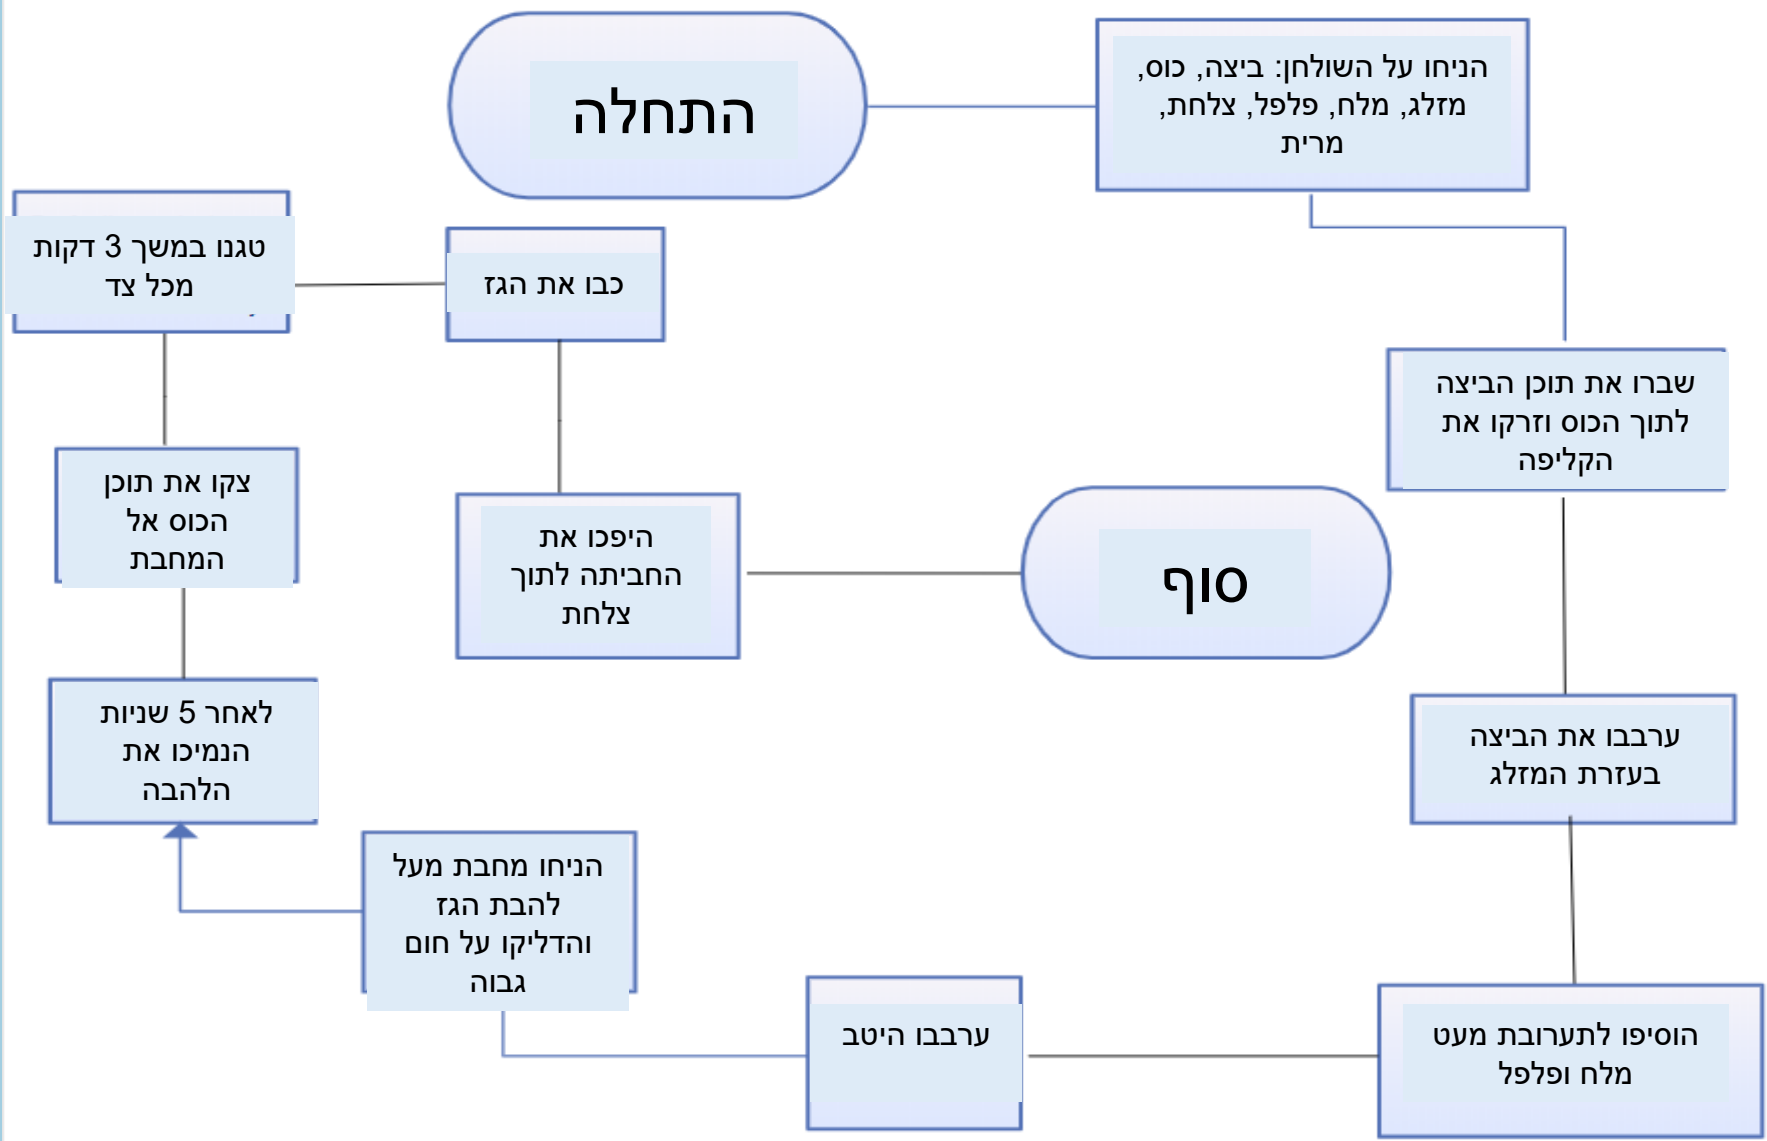 התחלה
הניחו על השולחן: ביצה, כוס,
מזלג, מלח, פלפל, צלחת,
מרית
שברו את תוכן הביצה
לתוך הכוס וזרקו את
הקליפה
ערבבו את הביצה
בעזרת המזלג
הוסיפו לתערובת מעט
מלח ופלפל
ערבבו היטב
הניחו מחבת מעל
להבת הגז
והדליקו על חום
גבוה
לאחר 5 שניות
הנמיכו את
הלהבה
צקו את תוכן
הכוס אל
המחבת
טגנו במשך 3 דקות
מכל צד
כבו את הגז
היפכו את
החביתה לתוך
צלחת
סוף